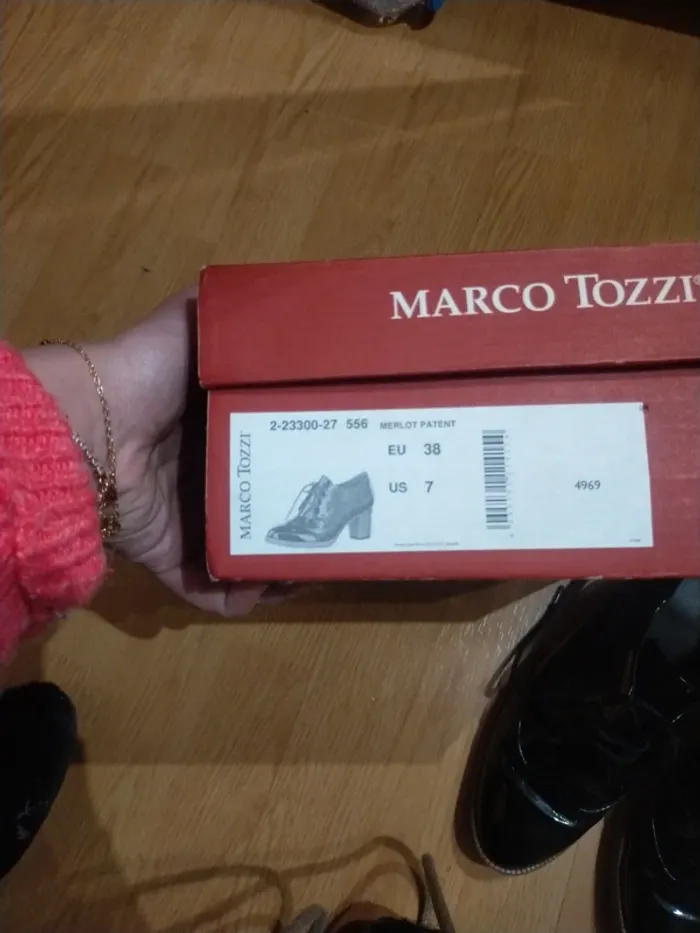 MARCO TOZZI
2-23300-27 556 MERLOT PATENT
EU 38
US 7
4969
MARCO TOZZI